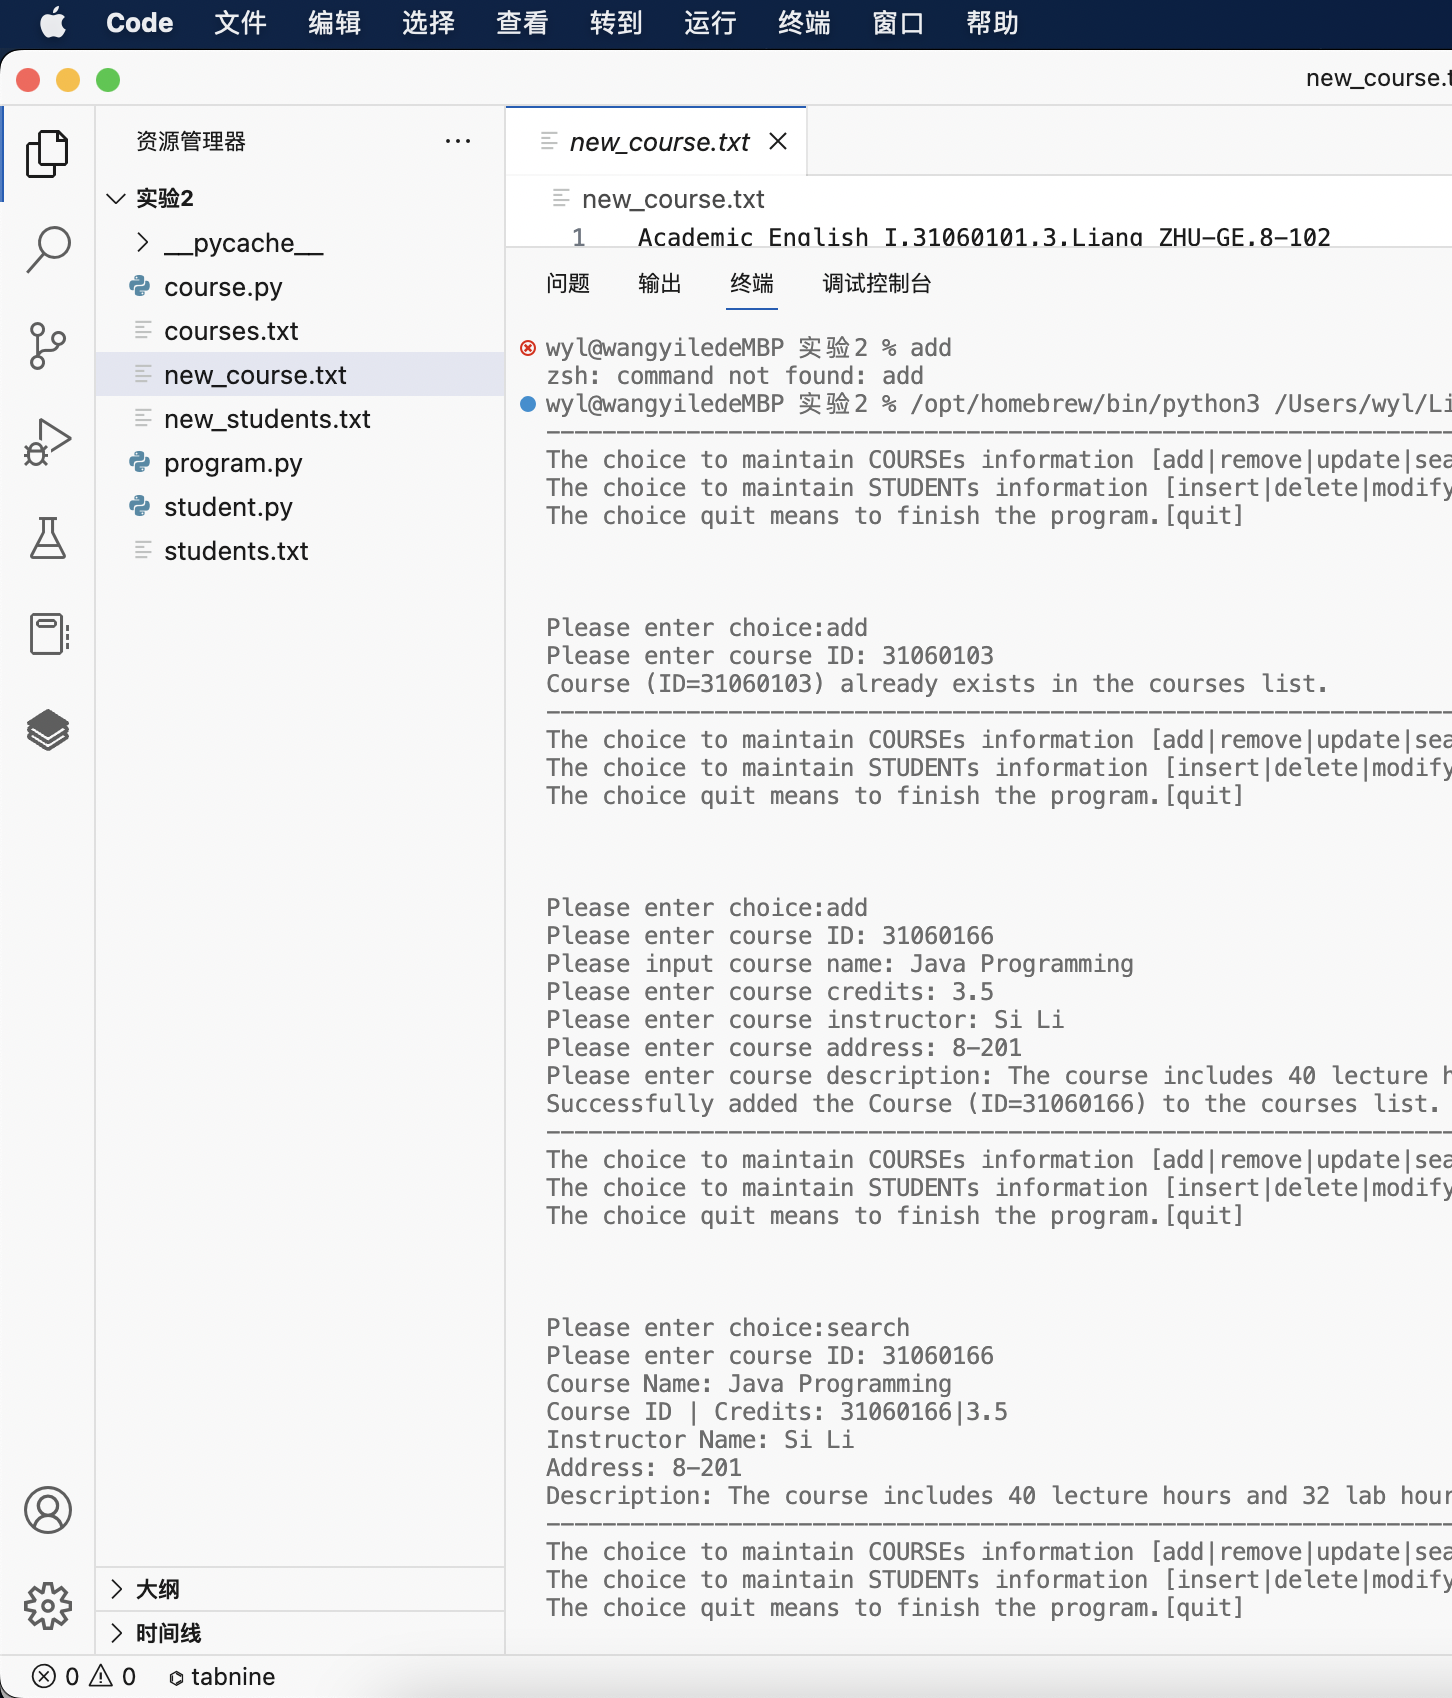 Code 文件 编辑 选择 查看 转到 运行 终端 窗口 帮助
new_course.t
资源管理器 ···
new_course.txt
实验2
new_course.txt
__pycache__
1 Academic English I,31060101,3,Liang ZHU-GE,8-102
course.py
courses.txt
new_course.txt
new_students.txt
program.py
student.py
students.txt
问题 输出 终端 调试控制台
wyl@wangyiledeMBP 实验2 % add
zsh: command not found: add
wyl@wangyiledeMBP 实验2 % /opt/homebrew/bin/python3 /Users/wyl/Li
--------------------------------------------------------------------
The choice to maintain COURSEs information [add|remove|update|sea
The choice to maintain STUDENTs information [insert|delete|modify
The choice quit means to finish the program.[quit]
Please enter choice:add
Please enter course ID: 31060103
Course (ID=31060103) already exists in the courses list.
--------------------------------------------------------------------
The choice to maintain COURSEs information [add|remove|update|sea
The choice to maintain STUDENTs information [insert|delete|modify
The choice quit means to finish the program.[quit]
Please enter choice:add
Please enter course ID: 31060166
Please input course name: Java Programming
Please enter course credits: 3.5
Please enter course instructor: Si Li
Please enter course address: 8-201
Please enter course description: The course includes 40 lecture h
Successfully added the Course (ID=31060166) to the courses list.
--------------------------------------------------------------------
The choice to maintain COURSEs information [add|remove|update|sea
The choice to maintain STUDENTs information [insert|delete|modify
The choice quit means to finish the program.[quit]
Please enter choice:search
Please enter course ID: 31060166
Course Name: Java Programming
Course ID | Credits: 31060166|3.5
Instructor Name: Si Li
Address: 8-201
Description: The course includes 40 lecture hours and 32 lab hour
--------------------------------------------------------------------
The choice to maintain COURSEs information [add|remove|update|sea
The choice to maintain STUDENTs information [insert|delete|modify
The choice quit means to finish the program.[quit]
大纲
时间线
0 0 tabnine